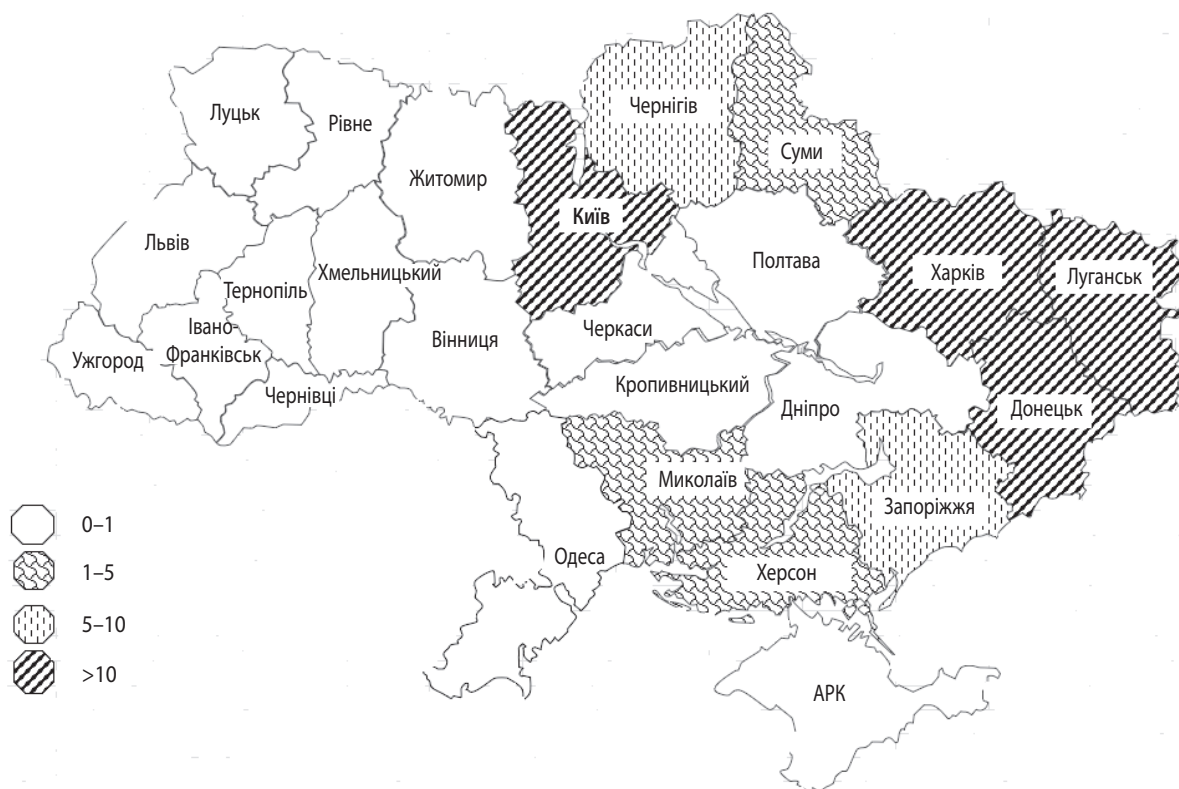 Чернігів
Луцьк
Рівне
Суми
Житомир
Київ
Львів
Полтава
Хмельницький
Харків
Луганськ
Тернопіль
Івано-
Франківськ
Черкаси
Вінниця
Ужгород
Кропивницький
Чернівці
Дніпро
Донецьк
Миколаїв
Запоріжжя
0–1
Одеса
Херсон
1–5
5–10
>10
АРК